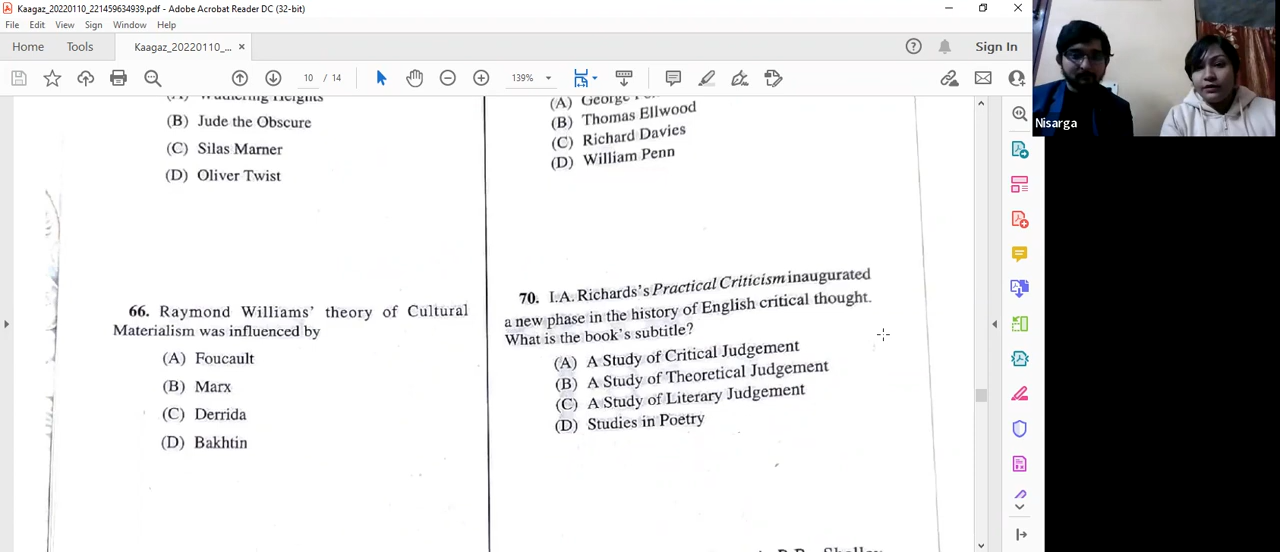 Kaagaz_20220110_221459634939.pdf - Adobe Acrobat Reader DC (32-bit)
File Edit View Sign Window Help
Home Tools Kaagaz_20220110_... × Sign In
10 / 14 139%
Nisarga
(A) Wuthering Heights
(B) Jude the Obscure
(C) Silas Marner
(D) Oliver Twist
66. Raymond Williams' theory of Cultural
Materialism was influenced by
(A) Foucault
(B) Marx
(C) Derrida
(D) Bakhtin
(A) George
(B) Thomas Ellwood
(C) Richard Davies
(D) William Penn
70. I.A. Richards's Practical Criticism inaugurated
a new phase in the history of English critical thought.
What is the book's subtitle?
(A) A Study of Critical Judgement
(B) A Study of Theoretical Judgement
(C) A Study of Literary Judgement
(D) Studies in Poetry